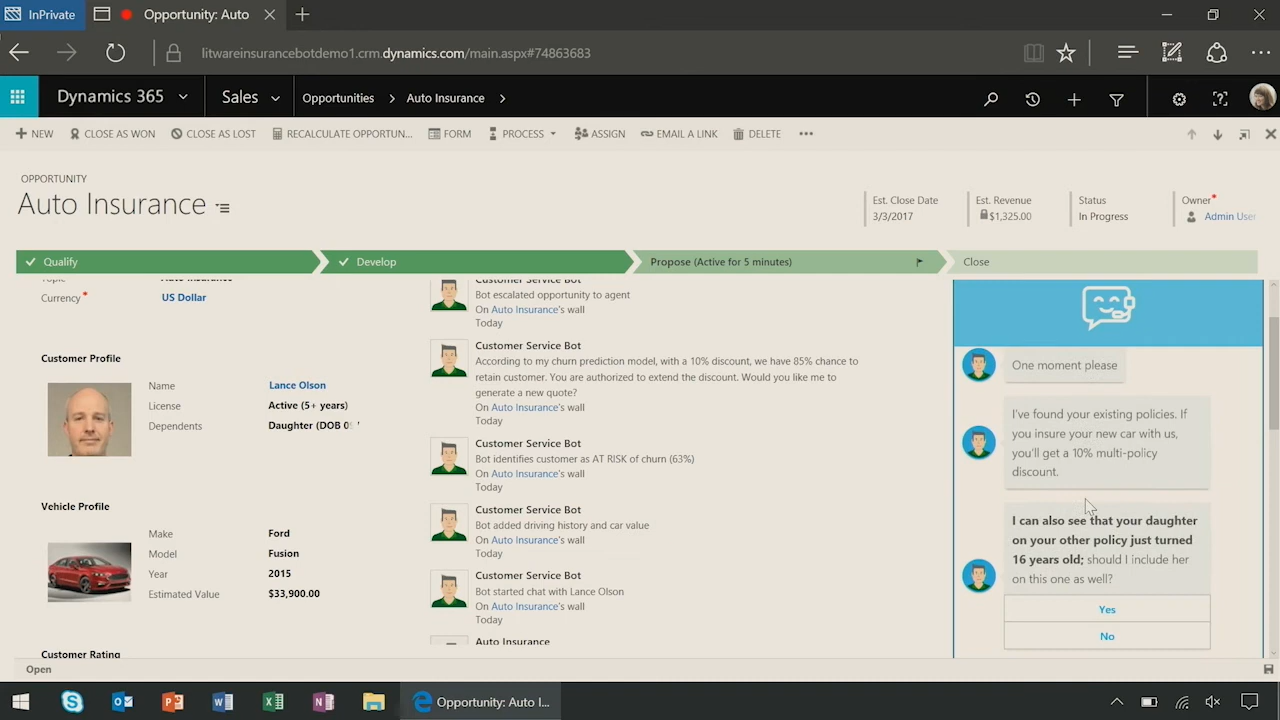 InPrivate
Opportunity: Auto
litwareinsurancebotdemo1.crm.dynamics.com/main.aspx#74863683
Dynamics 365
Sales
Opportunities > Auto Insurance >
NEW
CLOSE AS WON
CLOSE AS LOST
RECALCULATE OPPORTUN...
FORM
PROCESS
ASSIGN
EMAIL A LINK
DELETE
OPPORTUNITY
Auto Insurance
Est. Close Date
3/3/2017
Est. Revenue
$1,325.00
Status
In Progress
Owner*
Admin User
Qualify
Develop
Propose (Active for 5 minutes)
Close
Currency *
US Dollar
Customer Profile
Name
Lance Olson
License
Active (5+ years)
Dependents
Daughter (DOB
Vehicle Profile
Make
Ford
Model
Fusion
Year
2015
Estimated Value
$33,900.00
Customer Rating
Customer Service Bot
Bot escalated opportunity to agent
On Auto Insurance's wall
Today
Customer Service Bot
According to my churn prediction model, with a 10% discount, we have 85% chance to
retain customer. You are authorized to extend the discount. Would you like me to
generate a new quote?
On Auto Insurance's wall
Today
Customer Service Bot
Bot identifies customer as AT RISK of churn (63%)
On Auto Insurance's wall
Today
Customer Service Bot
Bot added driving history and car value
On Auto Insurance's wall
Today
Customer Service Bot
Bot started chat with Lance Olson
On Auto Insurance's wall
Today
Auto Insurance
One moment please
I've found your existing policies. If
you insure your new car with us,
you'll get a 10% multi-policy
discount.
I can also see that your daughter
on your other policy just turned
16 years old; should I include her
on this one as well?
Yes
No
Open
Opportunity: Auto I...